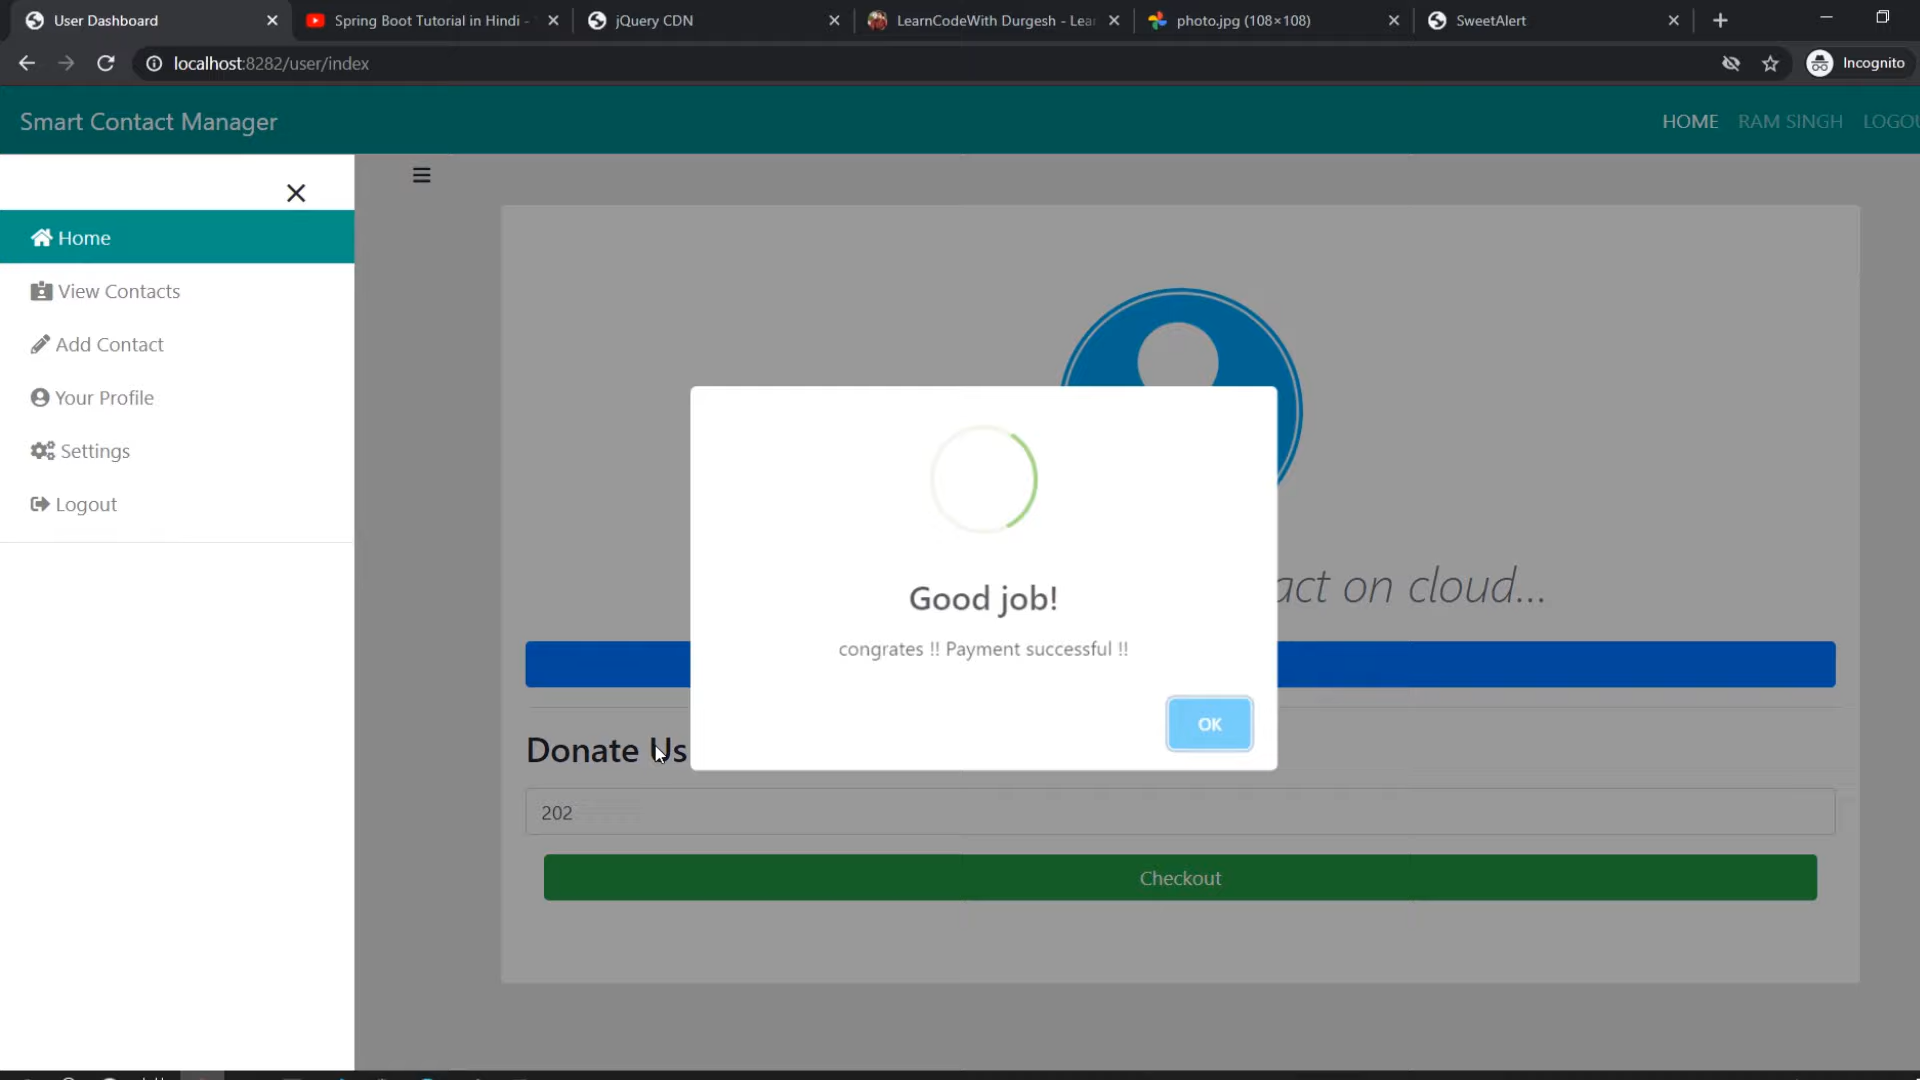 User Dashboard
Spring Boot Tutorial in Hindi -
jQuery CDN
LearnCodeWith Durgesh - Lea
photo.jpg (108×108)
SweetAlert
localhost:8282/user/index
Incognito
Smart Contact Manager
HOME RAM SINGH LOGOU
Home
View Contacts
Add Contact
Your Profile
Settings
Logout
act on cloud...
Good job!
congrates !! Payment successful !!
OK
Donate Us
202
Checkout